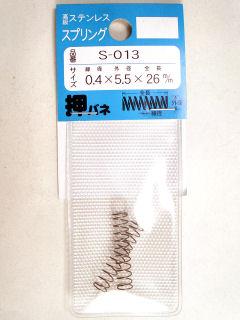 高級ステンレス
スプリング
品番 S-013
サイズ 線径 外径 全長
0.4×5.5×26 m/m
押バネ
全長
外径
線径